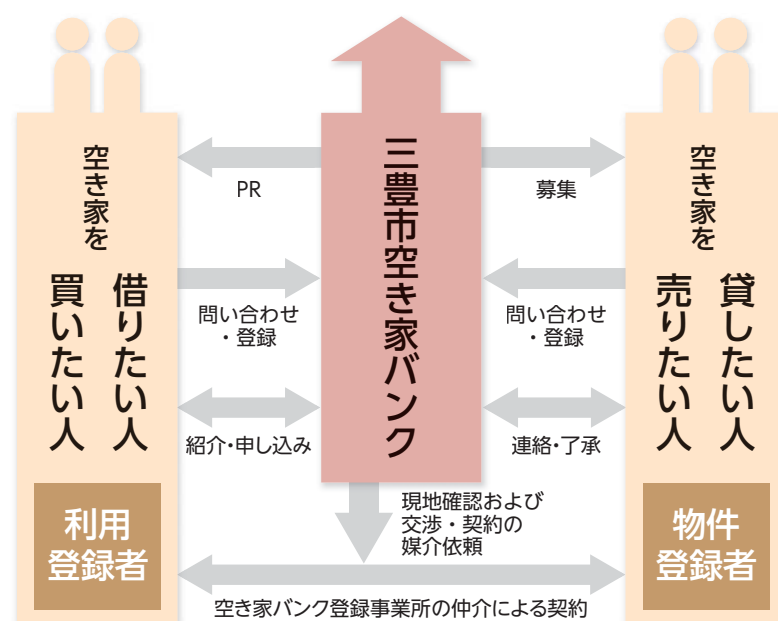 空き家を
借りたい人
買いたい人
利用
登録者
三豊市空き家バンク
PR
募集
問い合わせ
・登録
問い合わせ
・登録
紹介・申し込み
連絡・了承
現地確認および
交渉・契約の
媒介依頼
空き家バンク登録事業所の仲介による契約
空き家を
貸したい人
売りたい人
物件
登録者